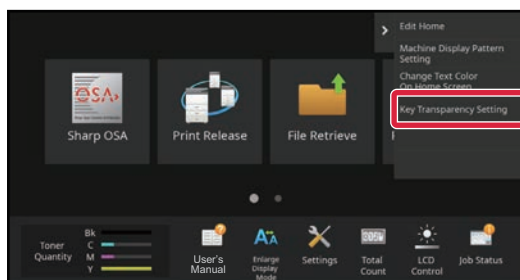 Edit Home
Machine Display Pattern
Setting
Change Text Color
On Home Screen
Key Transparency Setting
Sharp OSA
Print Release
File Retrieve
Toner
Quantity
Bk
C
M
Y
User's
Manual
Enlarge
Display
Mode
Settings
Total
Count
LCD
Control
Job Status